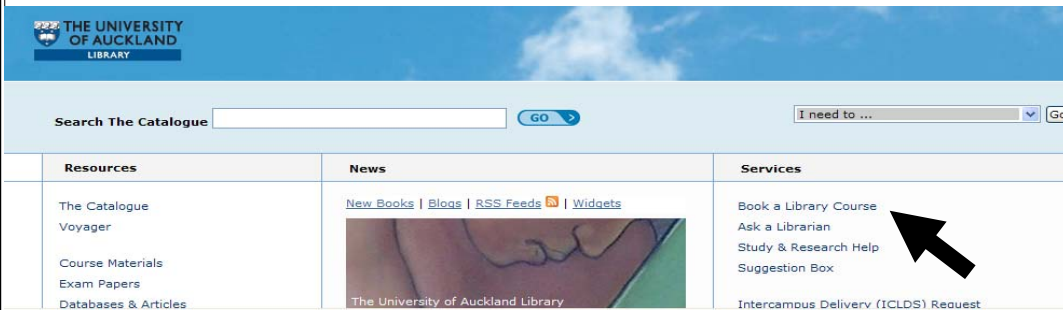 THE UNIVERSITY
OF AUCKLAND
LIBRARY
Search The Catalogue
GO
I need to ...
Go
Resources
News
Services
The Catalogue
Voyager
Course Materials
Exam Papers
Databases & Articles
New Books | Blogs | RSS Feeds | Widgets
The University of Auckland Library
Book a Library Course
Ask a Librarian
Study & Research Help
Suggestion Box
Intercampus Delivery (ICLDS) Request